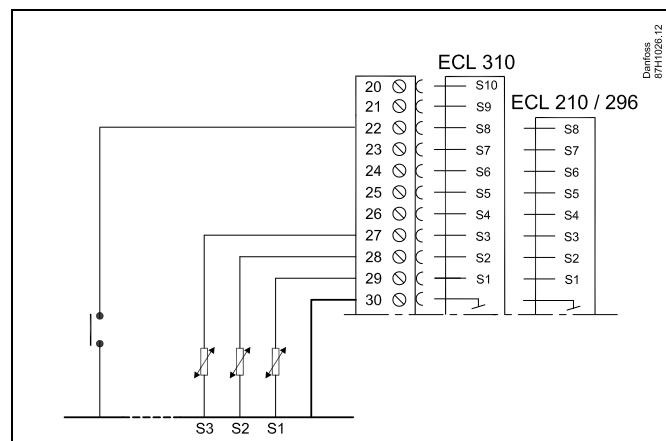 Danfoss
87H1026.12
ECL 310
ECL 210 / 296
20 S10
21 S9
22 S8 S8
23 S7 S7
24 S6 S6
25 S5 S5
26 S4 S4
27 S3 S3
28 S2 S2
29 S1 S1
30
S3 S2 S1